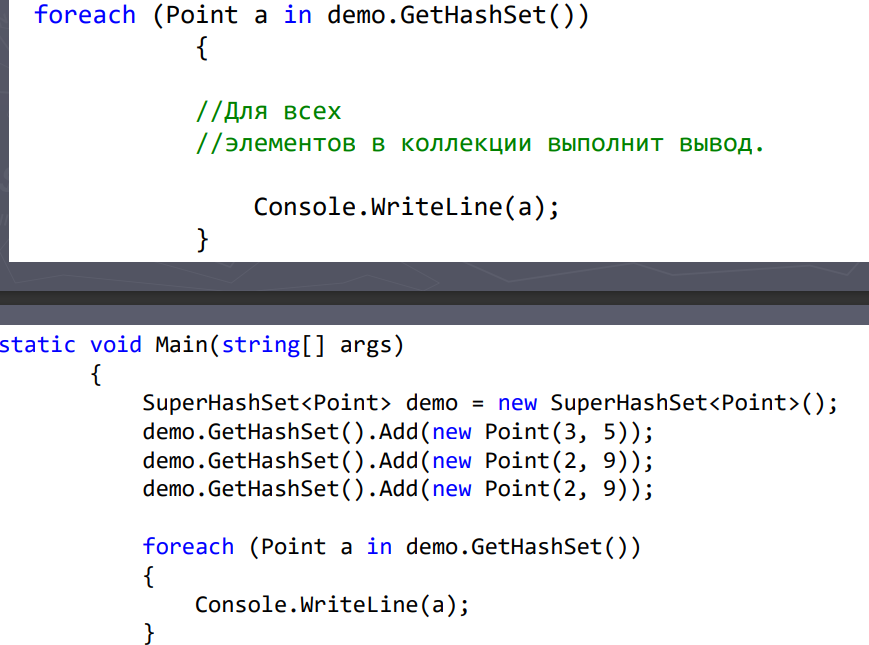 foreach (Point a in demo.GetHashSet())
{
//Для всех
//элементов в коллекции выполнит вывод.
Console.WriteLine(a);
}
static void Main(string[] args)
{
SuperHashSet<Point> demo = new SuperHashSet<Point>();
demo.GetHashSet().Add(new Point(3, 5));
demo.GetHashSet().Add(new Point(2, 9));
demo.GetHashSet().Add(new Point(2, 9));
foreach (Point a in demo.GetHashSet())
{
Console.WriteLine(a);
}